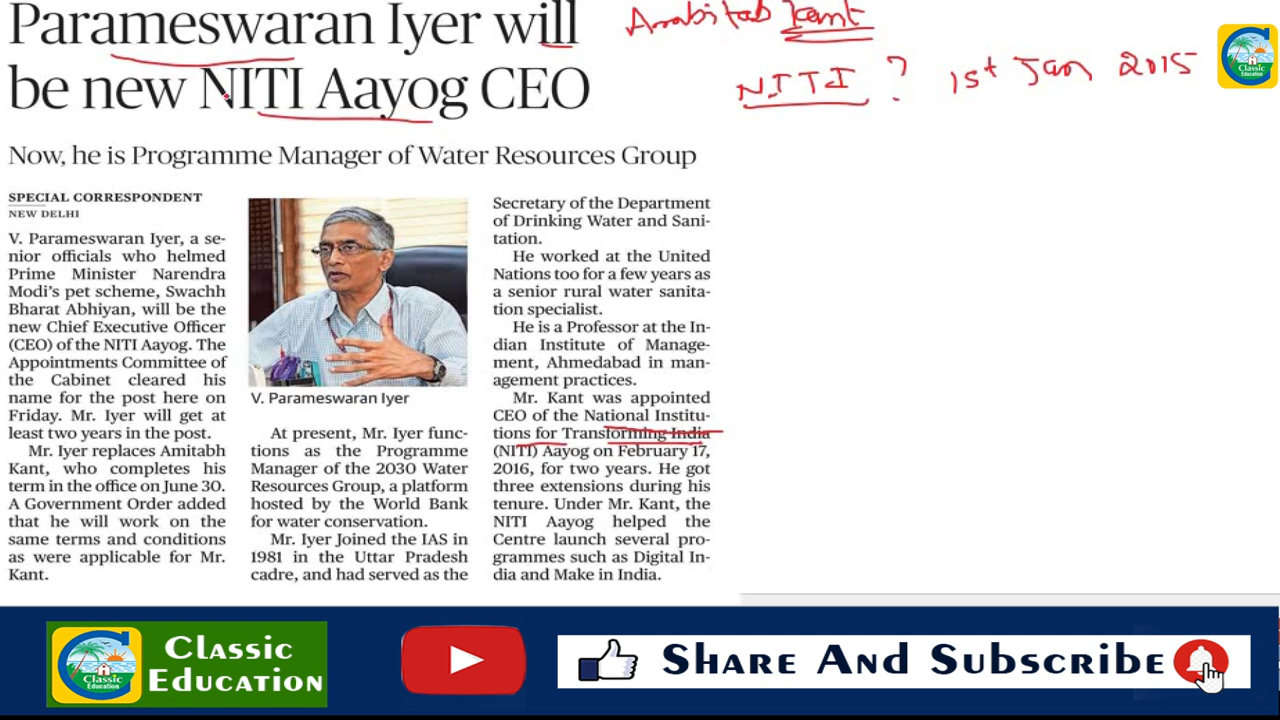 Parameswaran Iyer will
be new NITI Aayog CEO
Now, he is Programme Manager of Water Resources Group
kant
NITI ? 1st Jan 2015
Classic
Education
SPECIAL CORRESPONDENT
NEW DELHI
V. Parameswaran Iyer, a se-
nior officials who helmed
Prime Minister Narendra
Modi's pet scheme, Swachh
Bharat Abhiyan, will be the
new Chief Executive Officer
(CEO) of the NITI Aayog. The
Appointments Committee of
the Cabinet cleared his
name for the post here on
Friday. Mr. Iyer will get at
least two years in the post.
Mr. Iyer replaces Amitabh
Kant, who completes his
term in the office on June 30.
A Government Order added
that he will work on the
same terms and conditions
as were applicable for Mr.
Kant.
V. Parameswaran Iyer
At present, Mr. Iyer func-
tions as the Programme
Manager of the 2030 Water
Resources Group, a platform
hosted by the World Bank
for water conservation.
Mr. Iyer Joined the IAS in
1981 in the Uttar Pradesh
cadre, and had served as the
Secretary of the Department
of Drinking Water and Sani-
tation.
He worked at the United
Nations too for a few years as
a senior rural water sanita-
tion specialist.
He is a Professor at the In-
dian Institute of Manage-
ment, Ahmedabad in man-
agement practices.
Mr. Kant was appointed
CEO of the National Institu-
tions for Transforming India
(NITI) Aayog on February 17,
2016, for two years. He got
three extensions during his
tenure. Under Mr. Kant, the
NITI Aayog helped the
Centre launch several pro-
grammes such as Digital In-
dia and Make in India.
Classic
Education
Classic
Education
Share And Subscribe